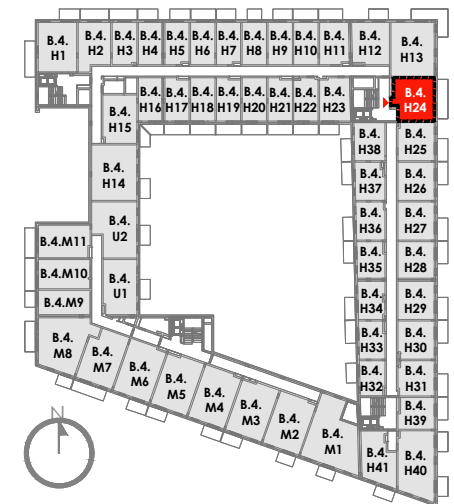 B.4.
H1
B.4.
H2
B.4.
H3
B.4.
H4
B.4.
H5
B.4.
H6
B.4.
H7
B.4.
H8
B.4.
H9
B.4.
H10
B.4.
H11
B.4.
H12
B.4.
H13
B.4.
H15
B.4.
H16
B.4.
H17
B.4.
H18
B.4.
H19
B.4.
H20
B.4.
H21
B.4.
H22
B.4.
H23
B.4.
H24
B.4.
H38
B.4.
H25
B.4.
H14
B.4.
H37
B.4.
H26
B.4.
U2
B.4.
H36
B.4.
H27
B.4.M11
B.4.
H35
B.4.
H28
B.4.M10
B.4.
U1
B.4.M9
B.4.
H34
B.4.
H29
B.4.
M8
B.4.
M7
B.4.
M6
B.4.
M5
B.4.
M4
B.4.
M3
B.4.
M2
B.4.
M1
B.4.
H33
B.4.
H30
B.4.
H32
B.4.
H31
B.4.
H39
B.4.
H41
B.4.
H40
N